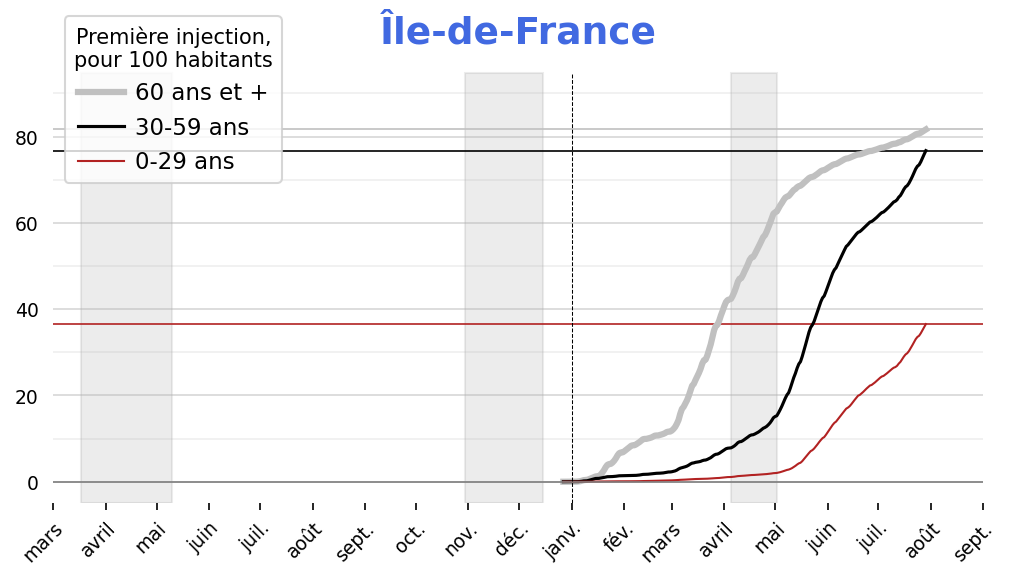 Île-de-France
Première injection,
pour 100 habitants
60 ans et +
30-59 ans
0-29 ans
80
60
40
20
0
mars avril mai juin juil. août sept. oct. nov. déc. janv. fév. mars avril mai juin juil. août sept.